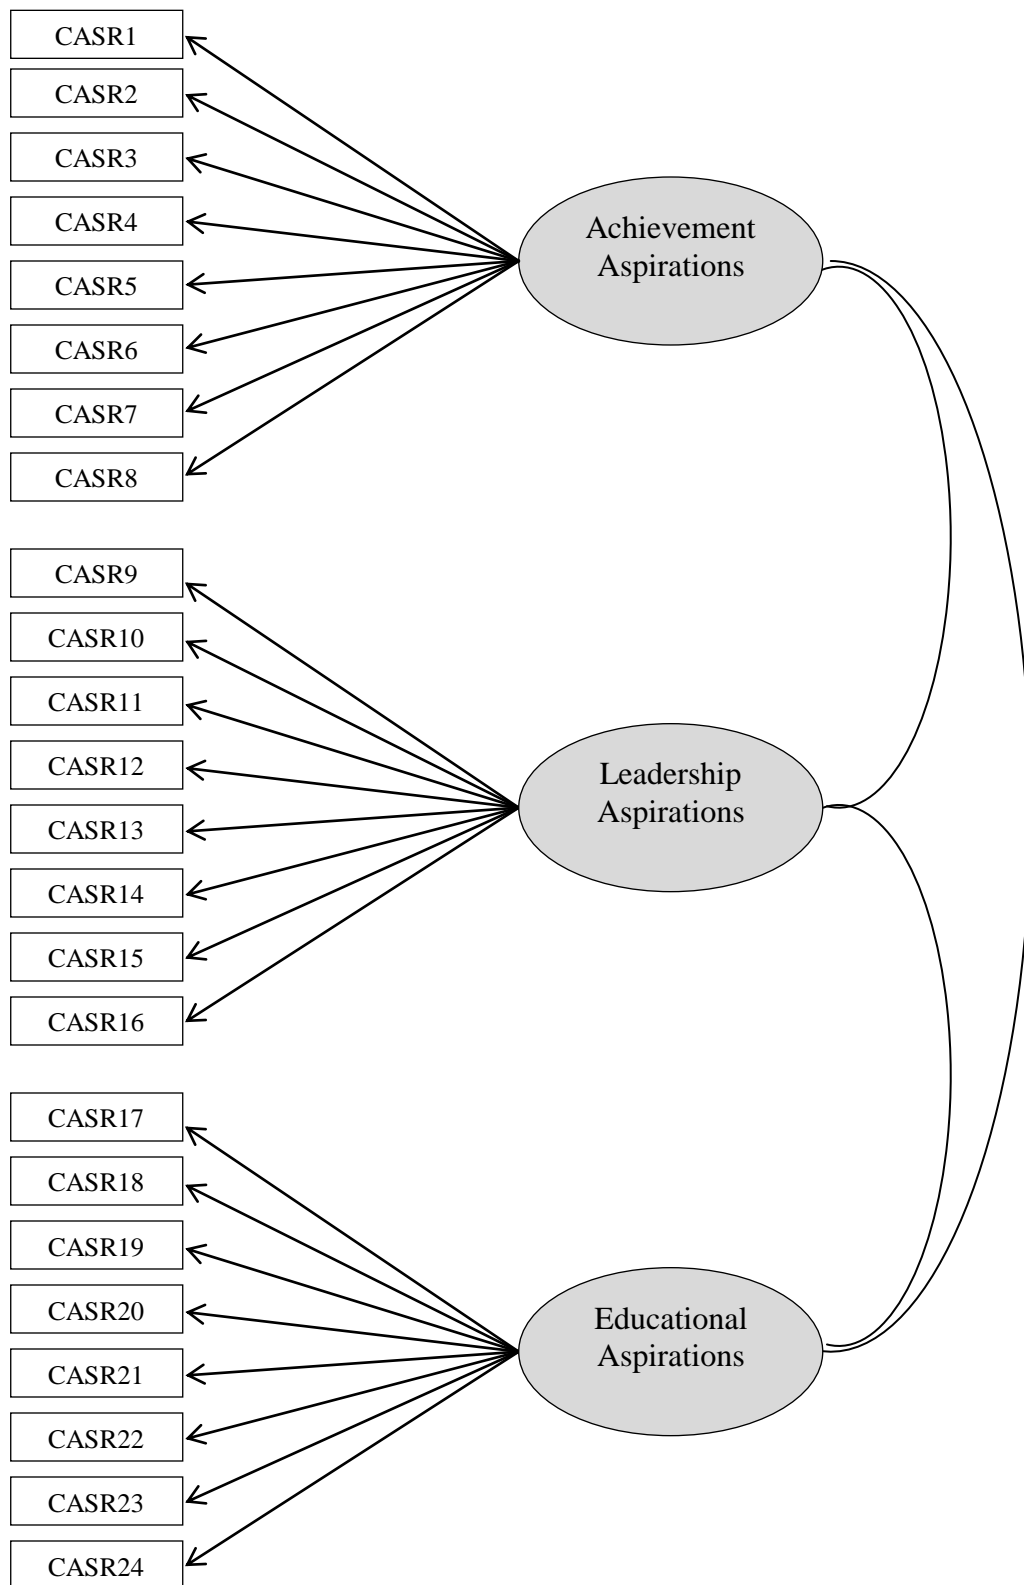 CASR1
CASR2
CASR3
CASR4
CASR5
CASR6
CASR7
CASR8
Achievement
Aspirations
CASR9
CASR10
CASR11
CASR12
CASR13
CASR14
CASR15
CASR16
Leadership
Aspirations
CASR17
CASR18
CASR19
CASR20
CASR21
CASR22
CASR23
CASR24
Educational
Aspirations